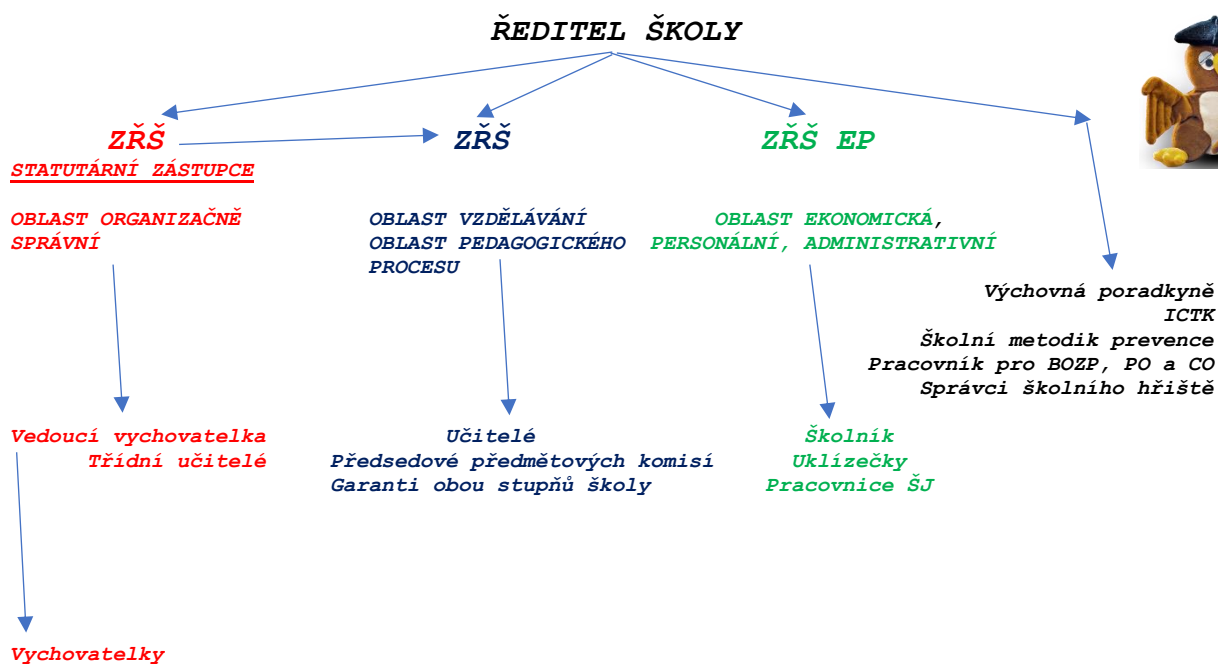 ŘEDITEL ŠKOLY
ZŘŠ
STATUTÁRNÍ ZÁSTUPCE
OBLAST ORGANIZAČNĚ
SPRÁVNÍ
Vedoucí vychovatelka
Třídní učitelé
Vychovatelky
ZŘŠ
OBLAST VZDĚLÁVÁNÍ
OBLAST PEDAGOGICKÉHO
PROCESU
Učitelé
Předsedové předmětových komisí
Garanti obou stupňů školy
ZŘŠ EP
OBLAST EKONOMICKÁ,
PERSONÁLNÍ, ADMINISTRATIVNÍ
Školník
Uklízečky
Pracovnice ŠJ
Výchovná poradkyně
ICTK
Školní metodik prevence
Pracovník pro BOZP, PO a CO
Správci školního hřiště